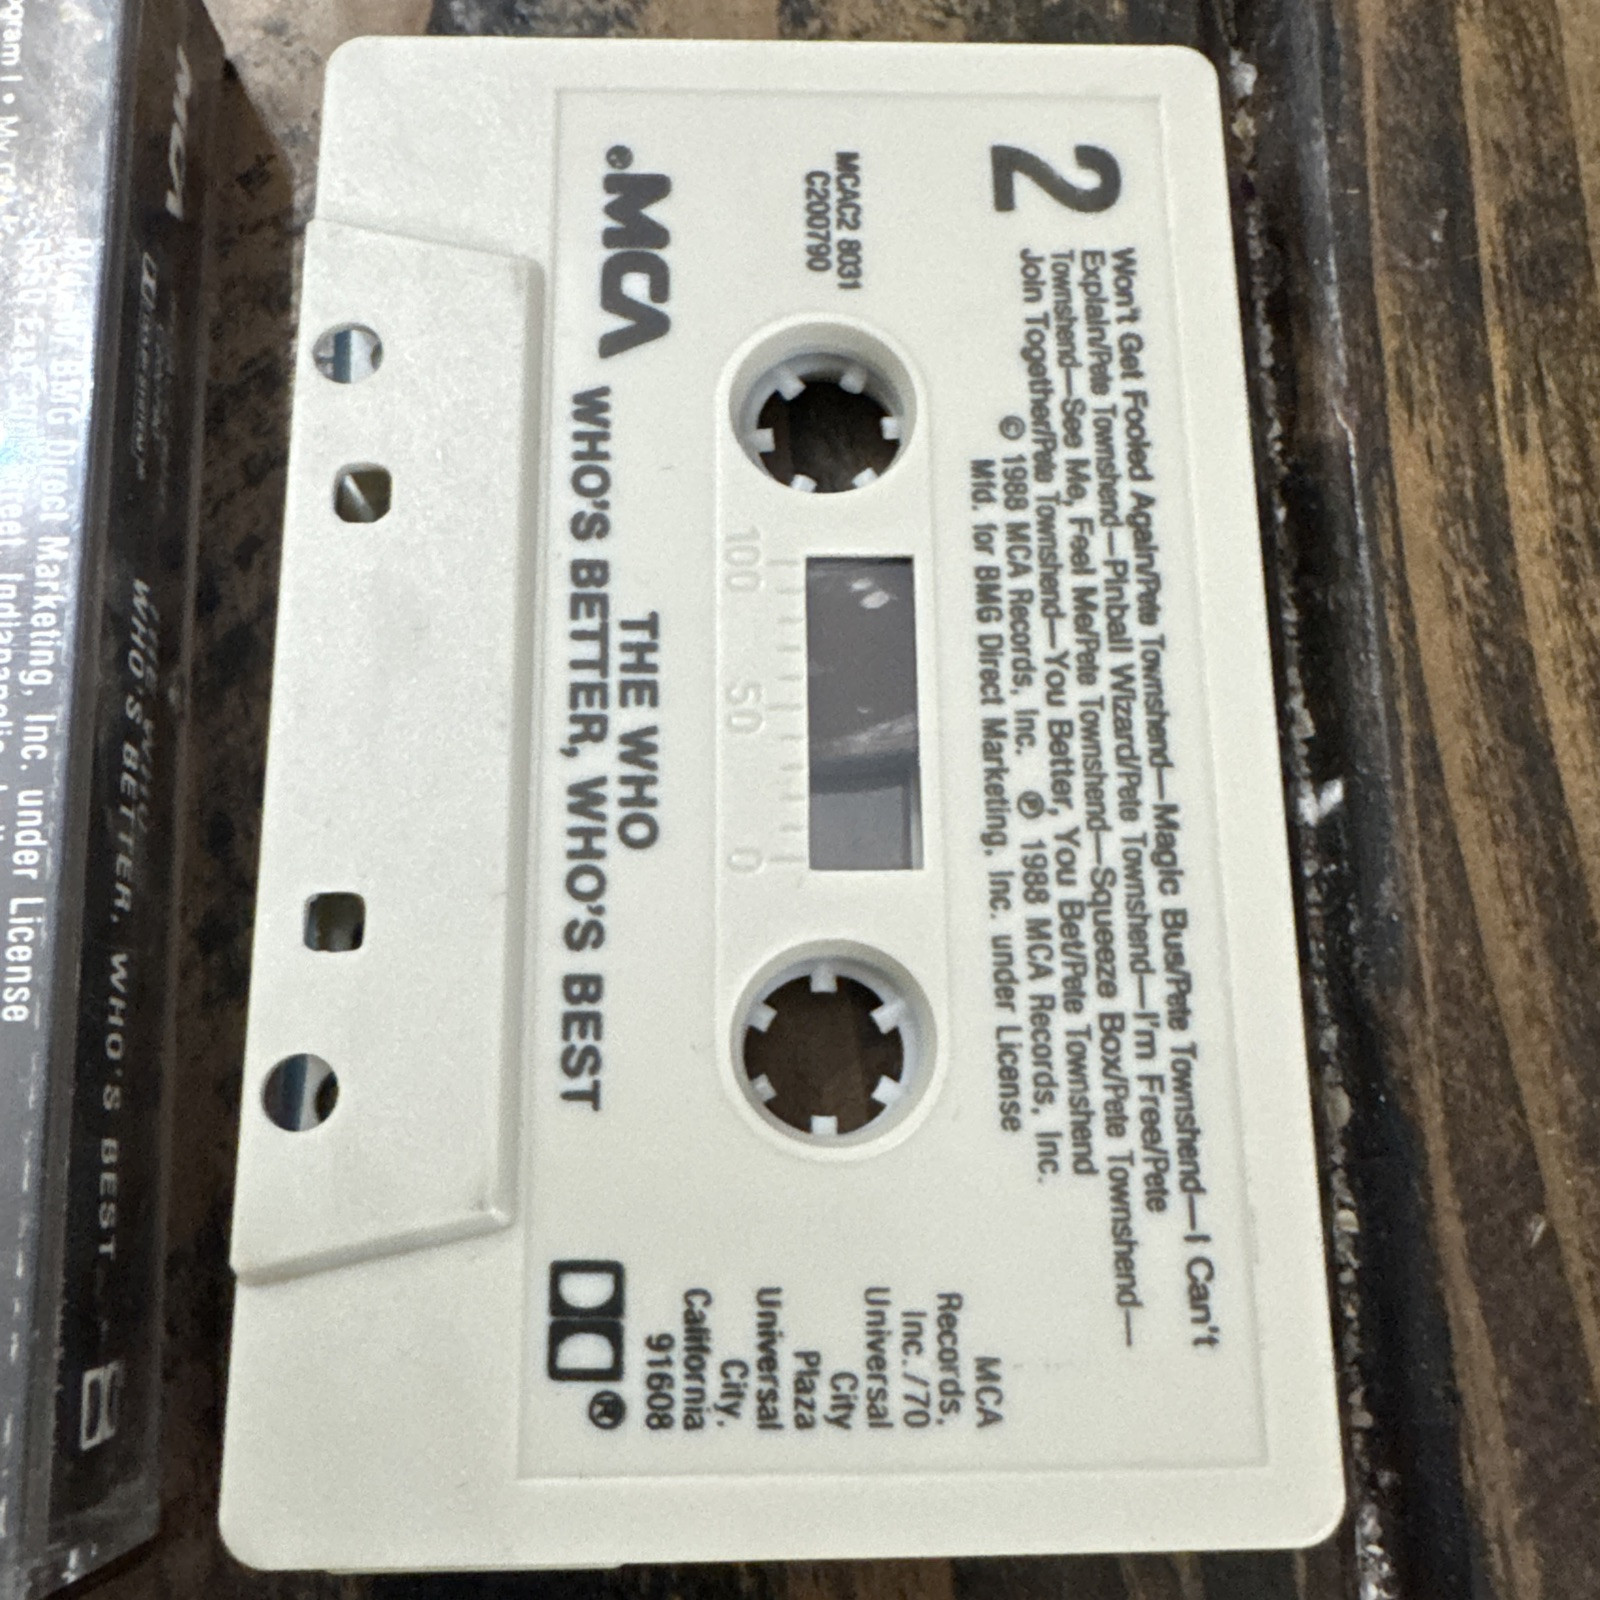 2
Won't Get Fooled Again/Pete Townshend—Magic Bus/Pete Townshend—I Can't
Explain/Pete Townshend—Pinball Wizard/Pete Townshend—I'm Free/Pete
Townshend—See Me, Feel Me/Pete Townshend—Squeeze Box/Pete Townshend—
Join Together/Pete Townshend—You Better, You Bet/Pete Townshend
© 1988 MCA Records, Inc. ℗ 1988 MCA Records, Inc.
Mfd. for BMG Direct Marketing, Inc. under License
MCAC2 8031
C200790
100 50 0
MCA
Records,
Inc./70
Universal
City
Plaza
Universal
City,
California
91608
MCA
THE WHO
WHO'S BETTER, WHO'S BEST
®
MCA
WHO'S BETTER, WHO'S BEST
BMG Direct Marketing, Inc. under License